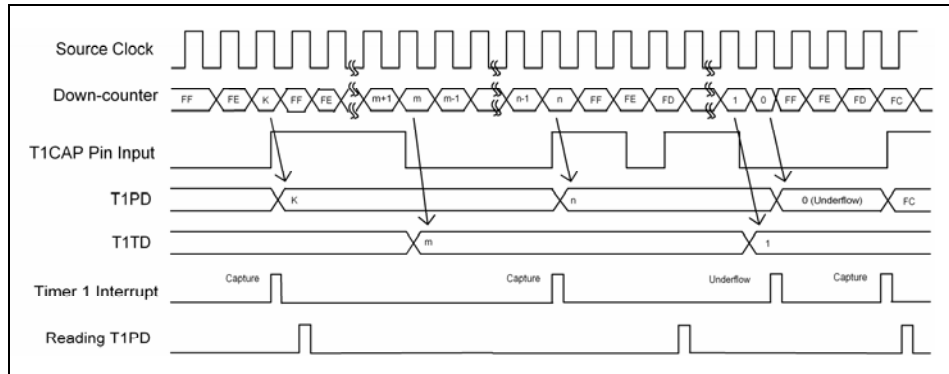 Source Clock
Down-counter
FF FE K FF FE m+1 m m-1 n-1 n FF FE FD 1 0 FF FE FD FC
T1CAP Pin Input
T1PD
K n 0 (Underflow) FC
T1TD
m 1
Timer 1 Interrupt
Capture Capture Underflow Capture
Reading T1PD